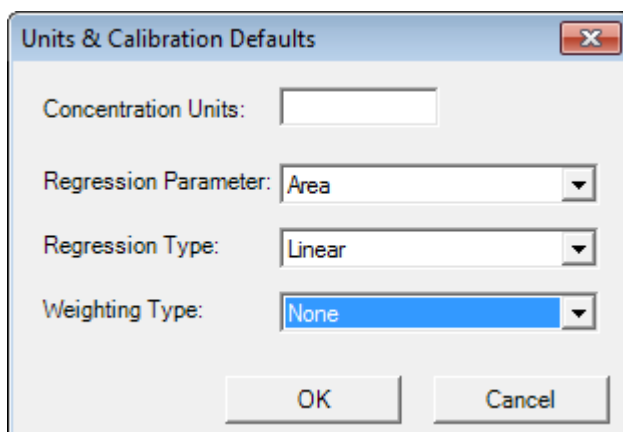 Units & Calibration Defaults
Concentration Units:
Regression Parameter: Area
Regression Type: Linear
Weighting Type: None
OK Cancel